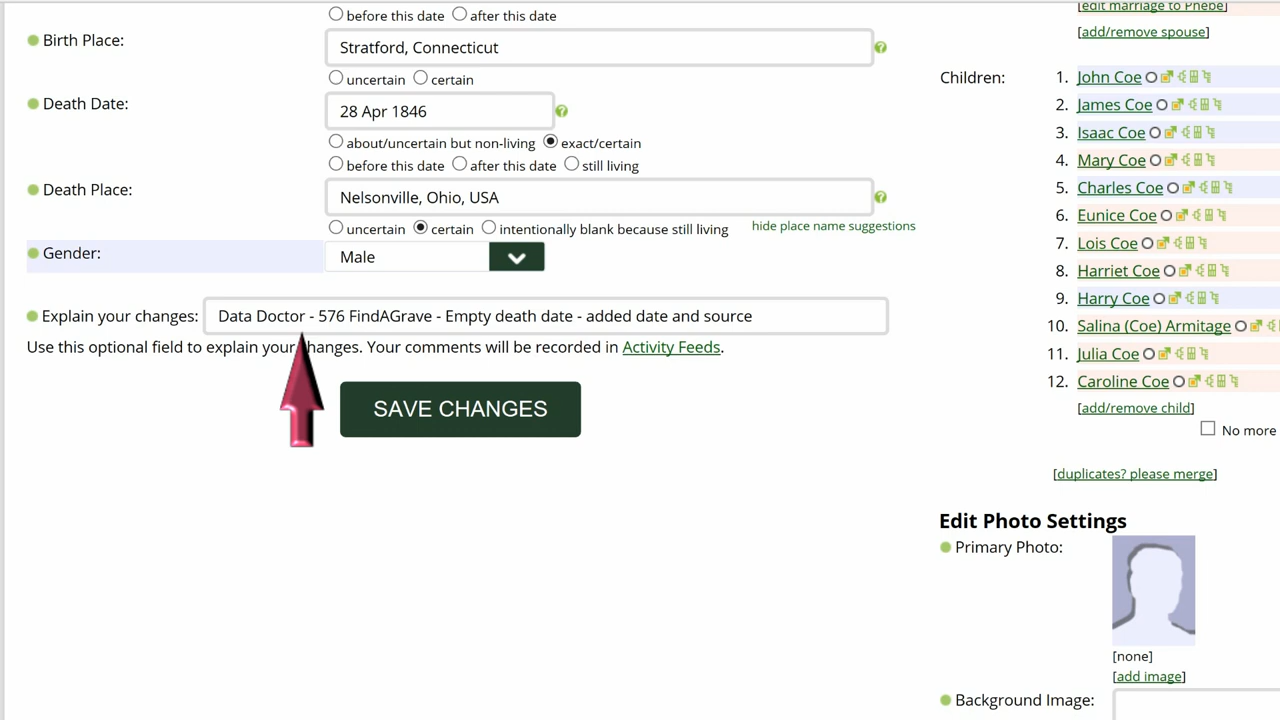 before this date after this date
Birth Place:
Stratford, Connecticut
uncertain certain
Death Date:
28 Apr 1846
about/uncertain but non-living exact/certain
before this date after this date still living
Death Place:
Nelsonville, Ohio, USA
uncertain certain intentionally blank because still living
hide place name suggestions
Gender:
Male
Explain your changes:
Data Doctor - 576 FindAGrave - Empty death date - added date and source
Use this optional field to explain your changes. Your comments will be recorded in Activity Feeds.
SAVE CHANGES
[edit marriage to Phebe]
[add/remove spouse]
Children:
1. John Coe
2. James Coe
3. Isaac Coe
4. Mary Coe
5. Charles Coe
6. Eunice Coe
7. Lois Coe
8. Harriet Coe
9. Harry Coe
10. Salina (Coe) Armitage
11. Julia Coe
12. Caroline Coe
[add/remove child]
No more
[duplicates? please merge]
Edit Photo Settings
Primary Photo:
[none]
[add image]
Background Image: